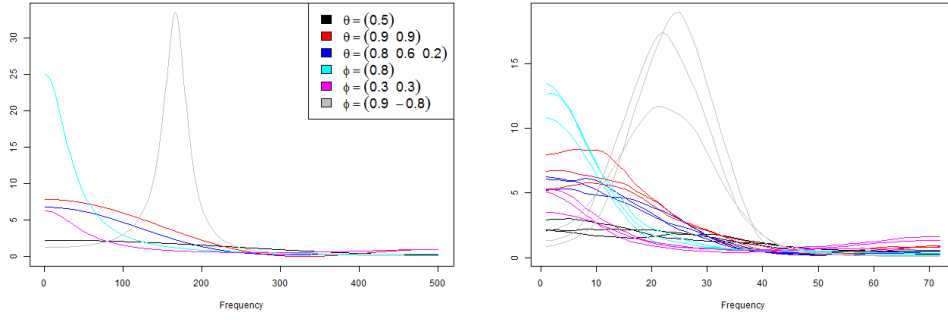 θ = (0.5)
θ = (0.9 0.9)
θ = (0.8 0.6 0.2)
ϕ = (0.8)
ϕ = (0.3 0.3)
ϕ = (0.9 −0.8)
30
25
20
15
10
5
0
0 100 200 300 400 500
Frequency
15
10
5
0
0 10 20 30 40 50 60 70
Frequency